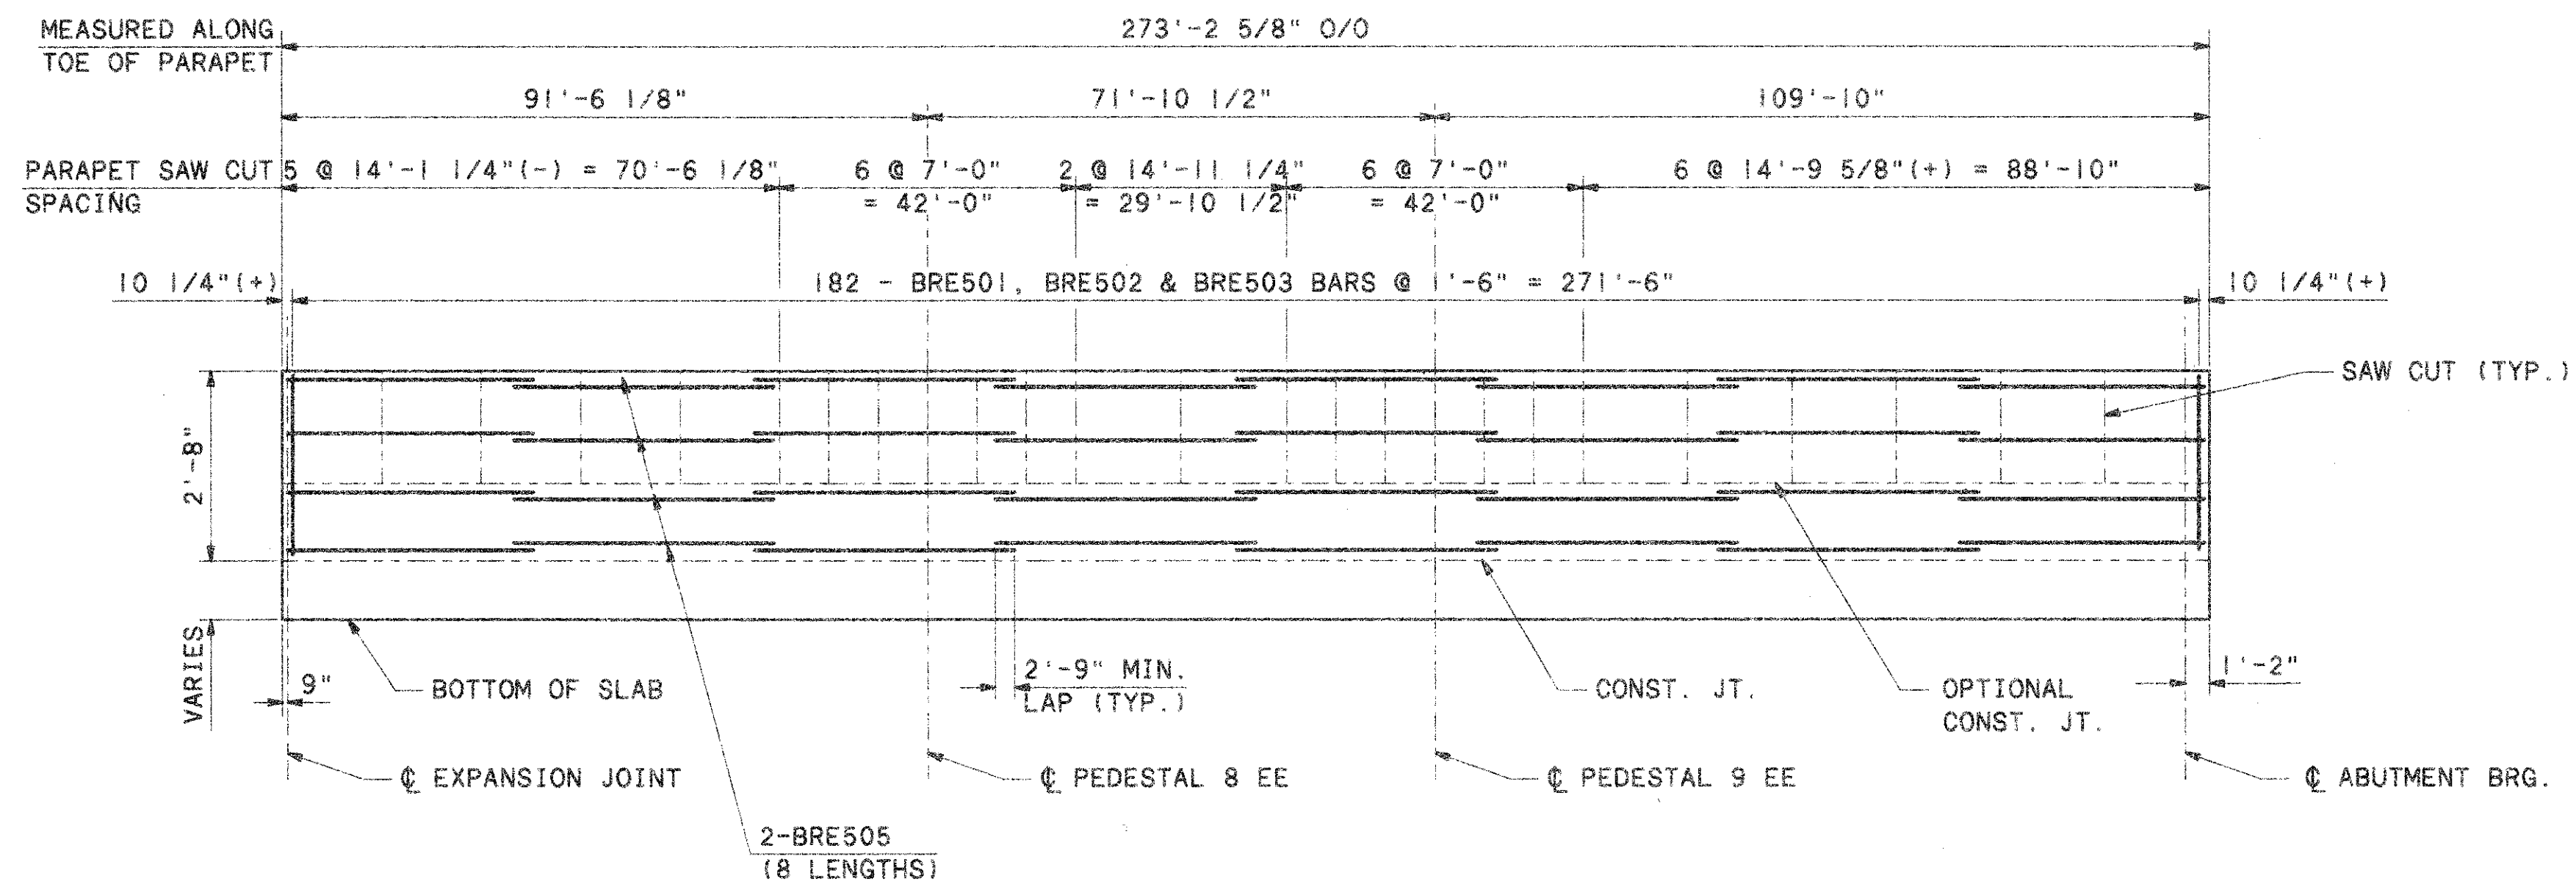 MEASURED ALONG
TOE OF PARAPET
273'-2 5/8" O/O
91'-6 1/8"
71'-10 1/2"
109'-10"
PARAPET SAW CUT
SPACING
5 @ 14'-1 1/4"(-) = 70'-6 1/8"
6 @ 7'-0"
= 42'-0"
2 @ 14'-11 1/4"
= 29'-10 1/2"
6 @ 7'-0"
= 42'-0"
6 @ 14'-9 5/8"(+) = 88'-10"
10 1/4"(+)
182 - BRE501, BRE502 & BRE503 BARS @ 1'-6" = 271'-6"
10 1/4"(+)
SAW CUT (TYP.)
2'-8"
VARIES
9"
BOTTOM OF SLAB
2'-9" MIN.
LAP (TYP.)
CONST. JT.
OPTIONAL
CONST. JT.
1'-2"
℄ EXPANSION JOINT
℄ PEDESTAL 8 EE
℄ PEDESTAL 9 EE
℄ ABUTMENT BRG.
2-BRE505
(8 LENGTHS)